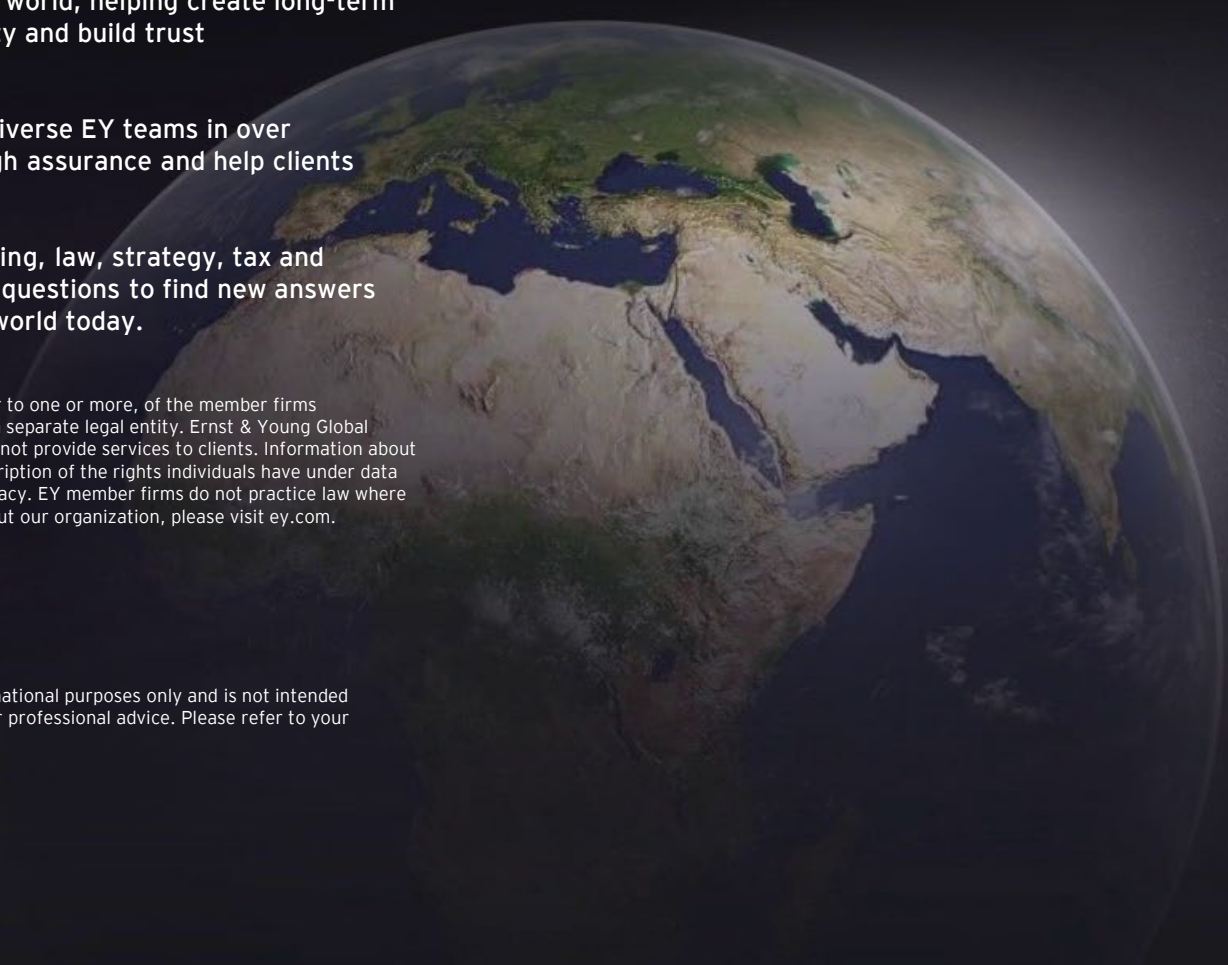 world, helping create long-term
ty and build trust
iverse EY teams in over
gh assurance and help clients
ing, law, strategy, tax and
questions to find new answers
world today.
r to one or more, of the member firms
separate legal entity. Ernst & Young Global
not provide services to clients. Information about
ription of the rights individuals have under data
acy. EY member firms do not practice law where
ut our organization, please visit ey.com.
national purposes only and is not intended
r professional advice. Please refer to your